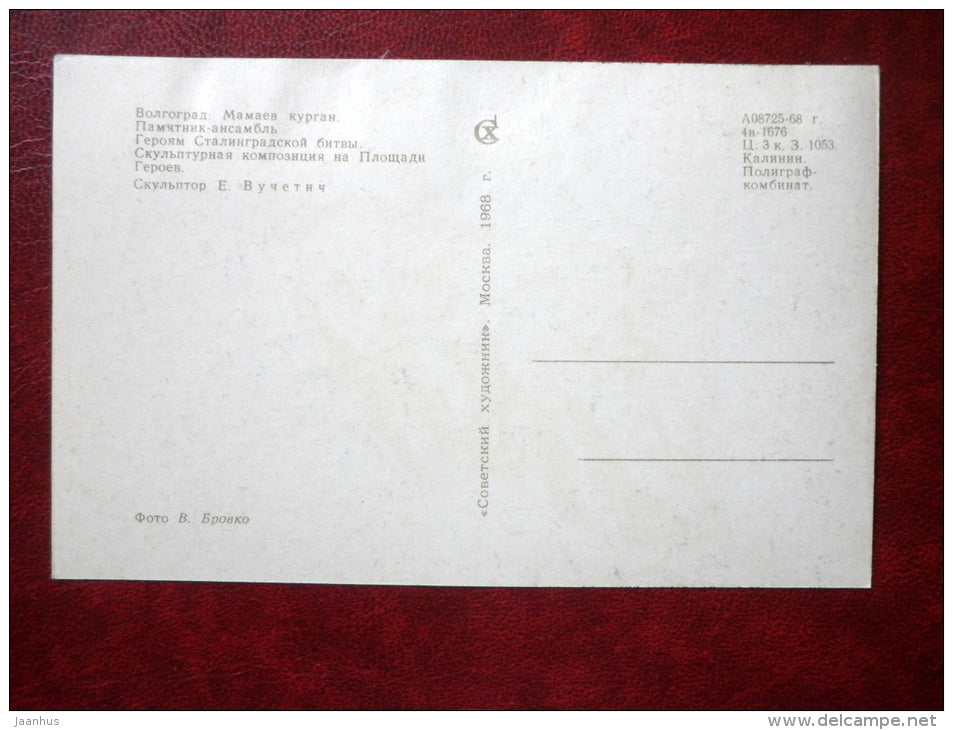 Волгоград. Мамаев курган.
Памятник-ансамбль
Героям Сталинградской битвы.
Скульптурная композиция на Площади
Героев.
Скульптор Е. Вучетич
Фото В. Бровко
«Советский художник». Москва. 1968 г.
СХ
А08725-68 г.
4в-1676
Ц. 3 к. З. 1053.
Калинин.
Полиграф-
комбинат.
jaanhus
www.delcampe.net